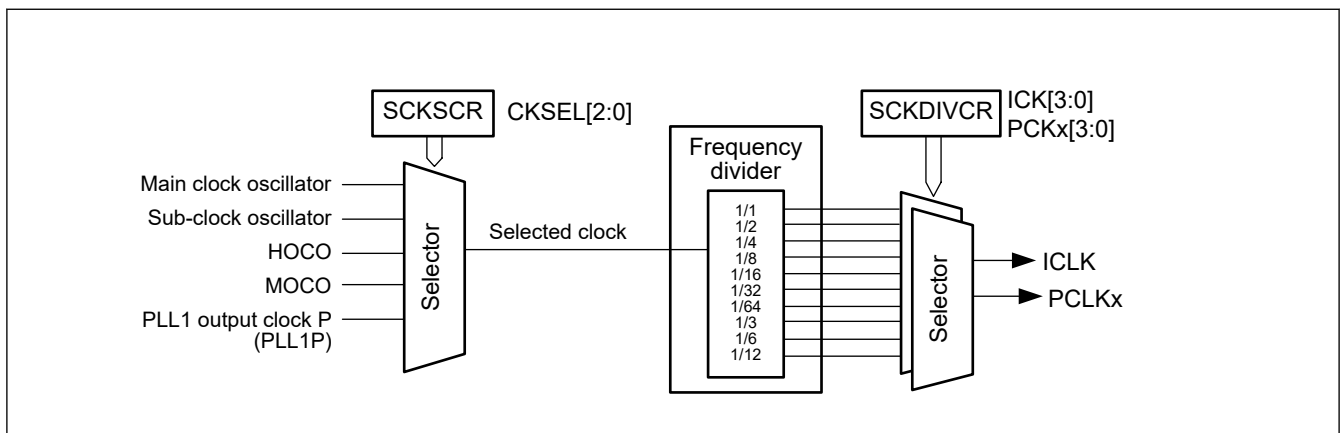 SCKSCR
CKSEL[2:0]
SCKDIVCR
ICK[3:0]
PCKx[3:0]
Main clock oscillator
Sub-clock oscillator
HOCO
MOCO
PLL1 output clock P
(PLL1P)
Selector
Selected clock
Frequency
divider
1/1
1/2
1/4
1/8
1/16
1/32
1/64
1/3
1/6
1/12
Selector
ICLK
PCLKx